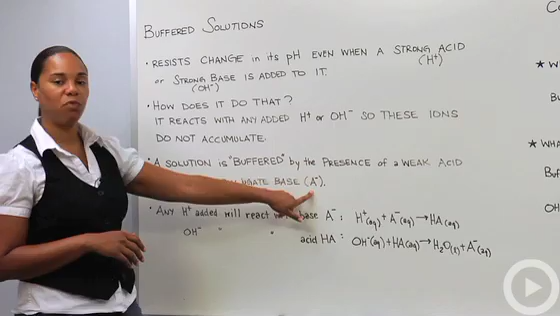 BUFFERED SOLUTIONS
• RESISTS CHANGE in its pH EVEN WHEN A STRONG ACID
(H⁺)
or STRONG BASE IS ADDED TO IT.
(OH⁻)
• HOW DOES IT DO THAT?
IT REACTS WITH ANY ADDED H⁺ or OH⁻ SO THESE IONS
DO NOT ACCUMULATE.
• A SOLUTION IS "BUFFERED" by the PRESENCE OF a WEAK ACID
BASE (A⁻).
• ANY H⁺ added will react base A⁻: H⁺(aq) + A⁻(aq) → HA(aq)
OH⁻ " " acid HA: OH⁻(aq) + HA(aq) → H₂O(l) + A⁻(aq)
★
★ WHA
OH